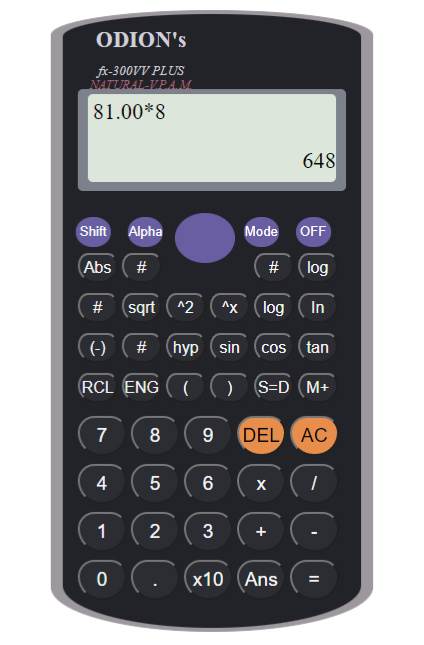 ODION's
fx-300VV PLUS
NATURAL-V.P.A.M.
81.00*8
648
Shift Alpha Mode OFF
Abs # # log
# sqrt ^2 ^x log ln
(-) # hyp sin cos tan
RCL ENG ( ) S=D M+
7 8 9 DEL AC
4 5 6 x /
1 2 3 + -
0 . x10 Ans =